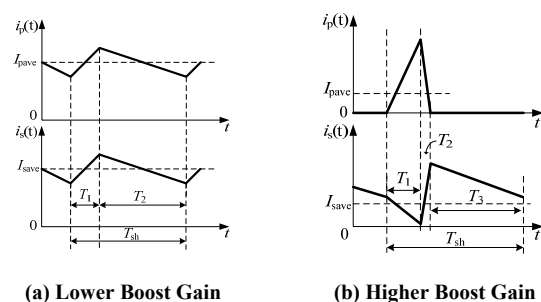 iₚ(t)
Iₚₐᵥₑ
0
t
iₛ(t)
Iₛₐᵥₑ
T₁
T₂
0
t
Tₛₕ
(a) Lower Boost Gain
iₚ(t)
Iₚₐᵥₑ
0
t
iₛ(t)
T₂
T₁
T₃
Iₛₐᵥₑ
0
t
Tₛₕ
(b) Higher Boost Gain